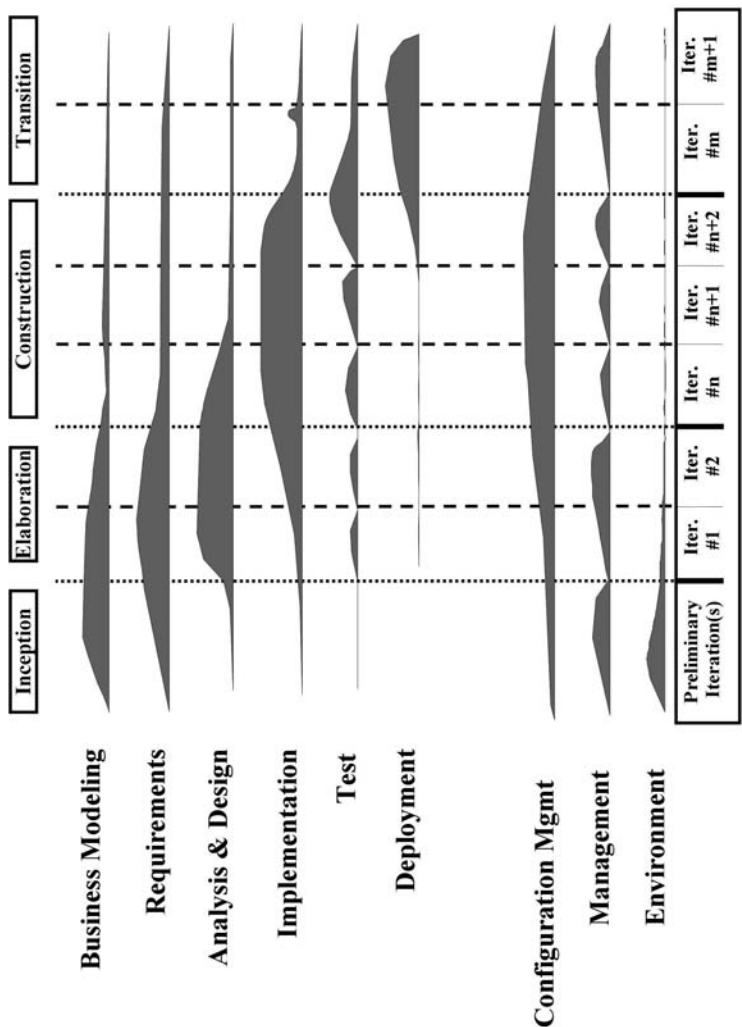 Inception
Elaboration
Construction
Transition
Business Modeling
Requirements
Analysis & Design
Implementation
Test
Deployment
Configuration Mgmt
Management
Environment
Preliminary
Iteration(s)
Iter.
#1
Iter.
#2
Iter.
#n
Iter.
#n+1
Iter.
#n+2
Iter.
#m
Iter.
#m+1